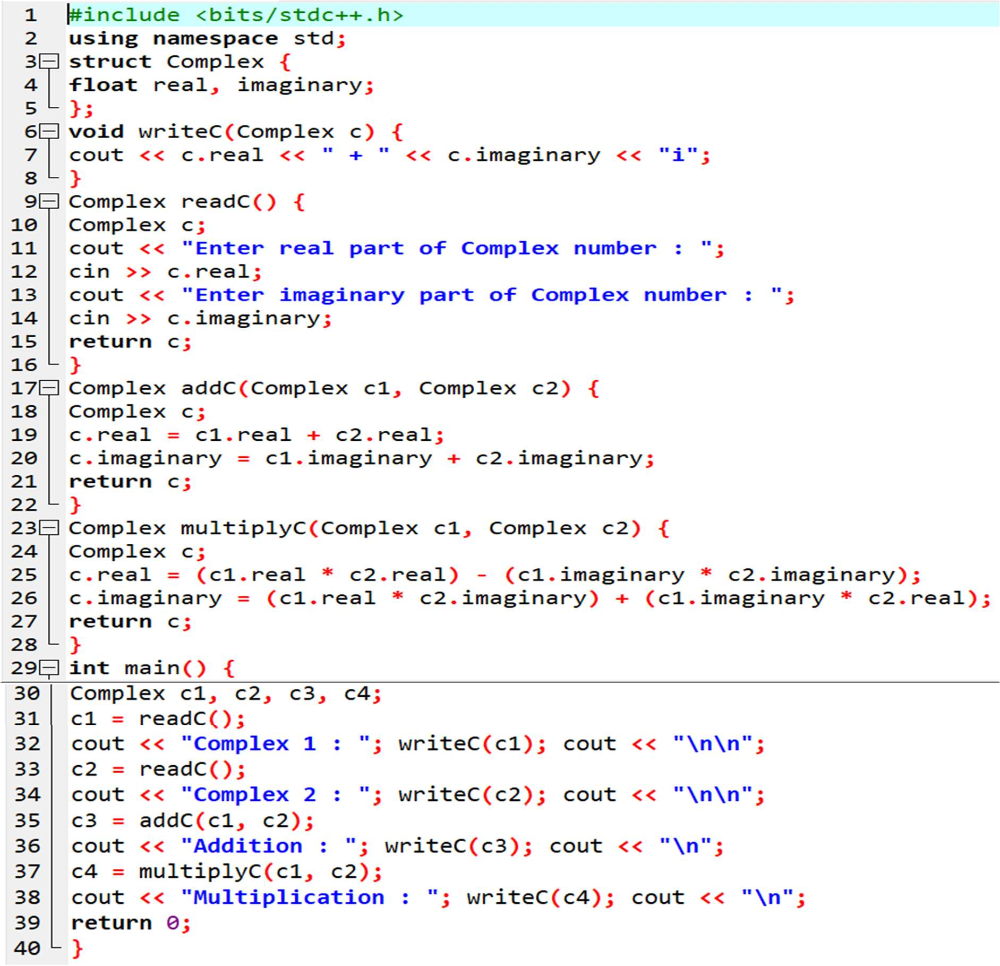 1 #include <bits/stdc++.h>
2 using namespace std;
3 struct Complex {
4 float real, imaginary;
5 };
6 void writeC(Complex c) {
7 cout << c.real << " + " << c.imaginary << "i";
8 }
9 Complex readC() {
10 Complex c;
11 cout << "Enter real part of Complex number : ";
12 cin >> c.real;
13 cout << "Enter imaginary part of Complex number : ";
14 cin >> c.imaginary;
15 return c;
16 }
17 Complex addC(Complex c1, Complex c2) {
18 Complex c;
19 c.real = c1.real + c2.real;
20 c.imaginary = c1.imaginary + c2.imaginary;
21 return c;
22 }
23 Complex multiplyC(Complex c1, Complex c2) {
24 Complex c;
25 c.real = (c1.real * c2.real) - (c1.imaginary * c2.imaginary);
26 c.imaginary = (c1.real * c2.imaginary) + (c1.imaginary * c2.real);
27 return c;
28 }
29 int main() {
30 Complex c1, c2, c3, c4;
31 c1 = readC();
32 cout << "Complex 1 : "; writeC(c1); cout << "\n\n";
33 c2 = readC();
34 cout << "Complex 2 : "; writeC(c2); cout << "\n\n";
35 c3 = addC(c1, c2);
36 cout << "Addition : "; writeC(c3); cout << "\n";
37 c4 = multiplyC(c1, c2);
38 cout << "Multiplication : "; writeC(c4); cout << "\n";
39 return 0;
40 }